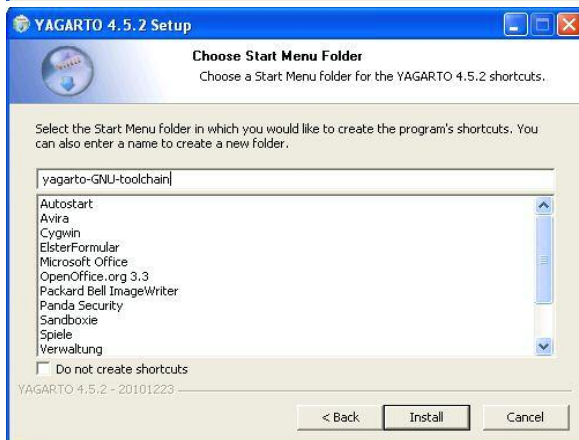 YAGARTO 4.5.2 Setup
Choose Start Menu Folder
Choose a Start Menu folder for the YAGARTO 4.5.2 shortcuts.
Select the Start Menu folder in which you would like to create the program's shortcuts. You
can also enter a name to create a new folder.
yagarto-GNU-toolchain
Autostart
Avira
Cygwin
ElsterFormular
Microsoft Office
OpenOffice.org 3.3
Packard Bell ImageWriter
Panda Security
Sandboxie
Spiele
Verwaltung
Do not create shortcuts
YAGARTO 4.5.2 - 20101223
< Back Install Cancel